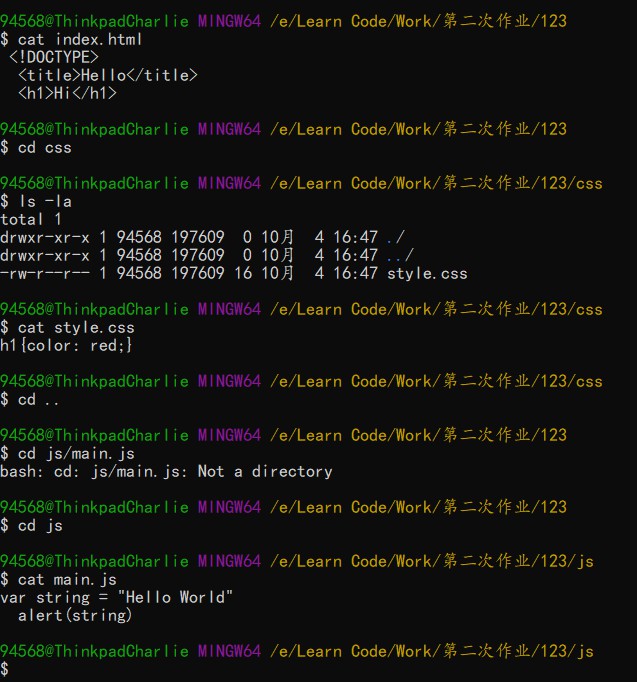 94568@ThinkpadCharlie MINGW64 /e/Learn Code/Work/第二次作业/123
$ cat index.html
<!DOCTYPE>
<title>Hello</title>
<h1>Hi</h1>
94568@ThinkpadCharlie MINGW64 /e/Learn Code/Work/第二次作业/123
$ cd css
94568@ThinkpadCharlie MINGW64 /e/Learn Code/Work/第二次作业/123/css
$ ls -la
total 1
drwxr-xr-x 1 94568 197609  0 10月  4 16:47 ./
drwxr-xr-x 1 94568 197609  0 10月  4 16:47 ../
-rw-r--r-- 1 94568 197609 16 10月  4 16:47 style.css
94568@ThinkpadCharlie MINGW64 /e/Learn Code/Work/第二次作业/123/css
$ cat style.css
h1{color: red;}
94568@ThinkpadCharlie MINGW64 /e/Learn Code/Work/第二次作业/123/css
$ cd ..
94568@ThinkpadCharlie MINGW64 /e/Learn Code/Work/第二次作业/123
$ cd js/main.js
bash: cd: js/main.js: Not a directory
94568@ThinkpadCharlie MINGW64 /e/Learn Code/Work/第二次作业/123
$ cd js
94568@ThinkpadCharlie MINGW64 /e/Learn Code/Work/第二次作业/123/js
$ cat main.js
var string = "Hello World"
alert(string)
94568@ThinkpadCharlie MINGW64 /e/Learn Code/Work/第二次作业/123/js
$